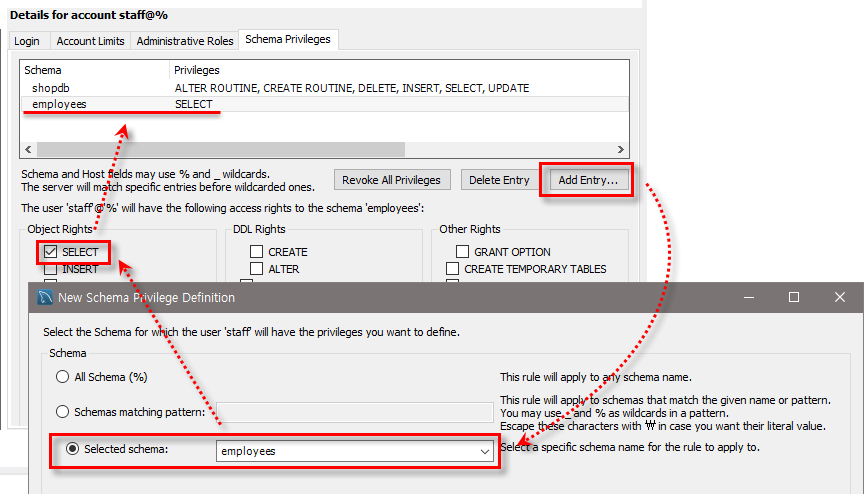 Details for account staff@%
Login Account Limits Administrative Roles Schema Privileges
Schema Privileges
shopdb ALTER ROUTINE, CREATE ROUTINE, DELETE, INSERT, SELECT, UPDATE
employees SELECT
Schema and Host fields may use % and _ wildcards.
The server will match specific entries before wildcarded ones.
Revoke All Privileges Delete Entry Add Entry...
The user 'staff'@'%' will have the following access rights to the schema 'employees':
Object Rights DDL Rights Other Rights
SELECT CREATE GRANT OPTION
INSERT ALTER CREATE TEMPORARY TABLES
New Schema Privilege Definition
Select the Schema for which the user 'staff' will have the privileges you want to define.
Schema
All Schema (%) This rule will apply to any schema name.
Schemas matching pattern: This rule will apply to schemas that match the given name or pattern.
You may use _ and % as wildcards in a pattern.
Escape these characters with ₩ in case you want their literal value.
Selected schema: employees Select a specific schema name for the rule to apply to.